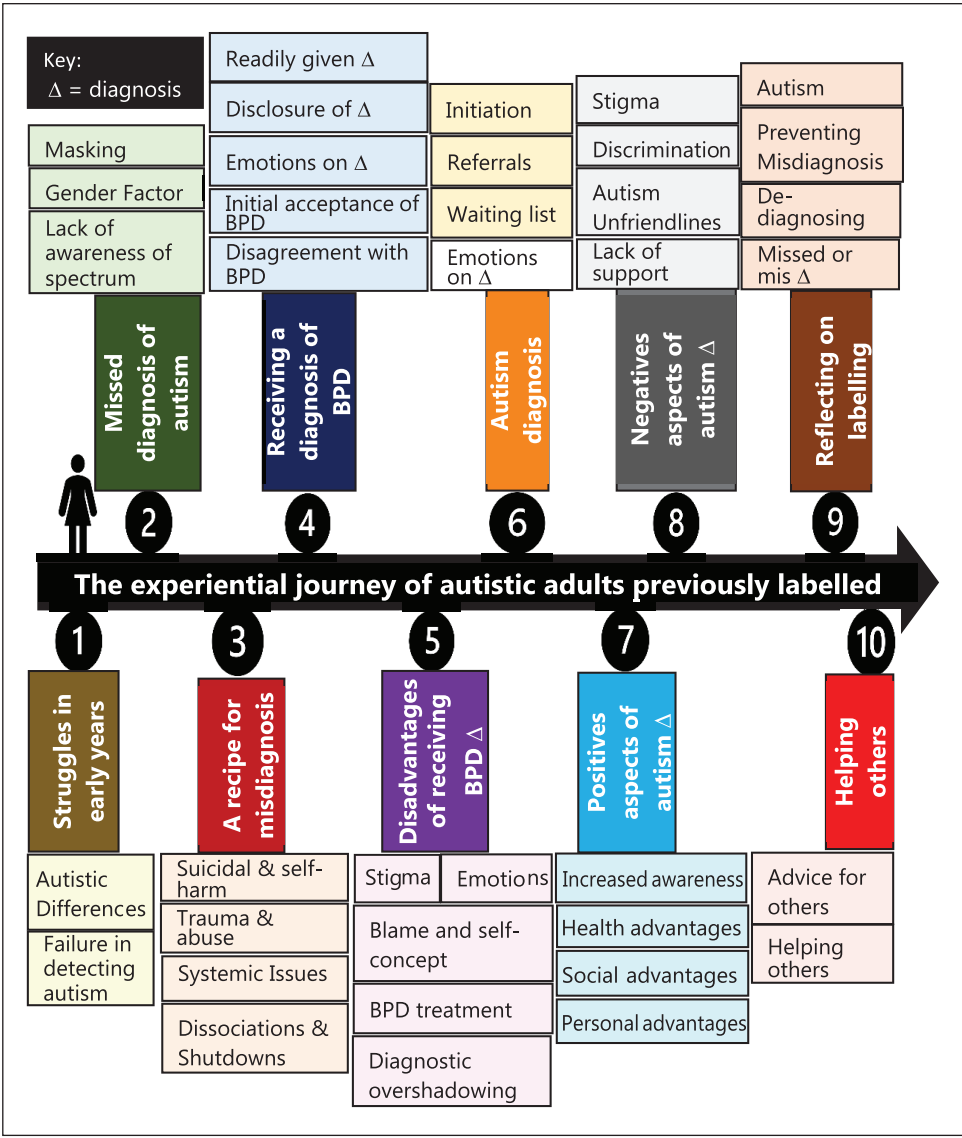 Key:
Δ = diagnosis
Masking
Gender Factor
Lack of
awareness of
spectrum
Missed
diagnosis of
autism
2
Readily given Δ
Disclosure of Δ
Emotions on Δ
Initial acceptance of
BPD
Disagreement with
BPD
Receiving a
diagnosis of
BPD
4
Initiation
Referrals
Waiting list
Emotions
on Δ
Autism
diagnosis
6
Stigma
Discrimination
Autism
Unfriendlines
Lack of
support
Negatives
aspects of
autism Δ
8
Autism
Preventing
Misdiagnosis
De-
diagnosing
Missed or
mis Δ
Reflecting on
labelling
9
The experiential journey of autistic adults previously labelled
1
Struggles in
early years
Autistic
Differences
Failure in
detecting
autism
3
A recipe for
misdiagnosis
Suicidal & self-
harm
Trauma &
abuse
Systemic Issues
Dissociations &
Shutdowns
5
Disadvantages
of receiving
BPD Δ
Stigma
Emotions
Blame and self-
concept
BPD treatment
Diagnostic
overshadowing
7
Positives
aspects of
autism Δ
Increased awareness
Health advantages
Social advantages
Personal advantages
10
Helping
others
Advice for
others
Helping
others